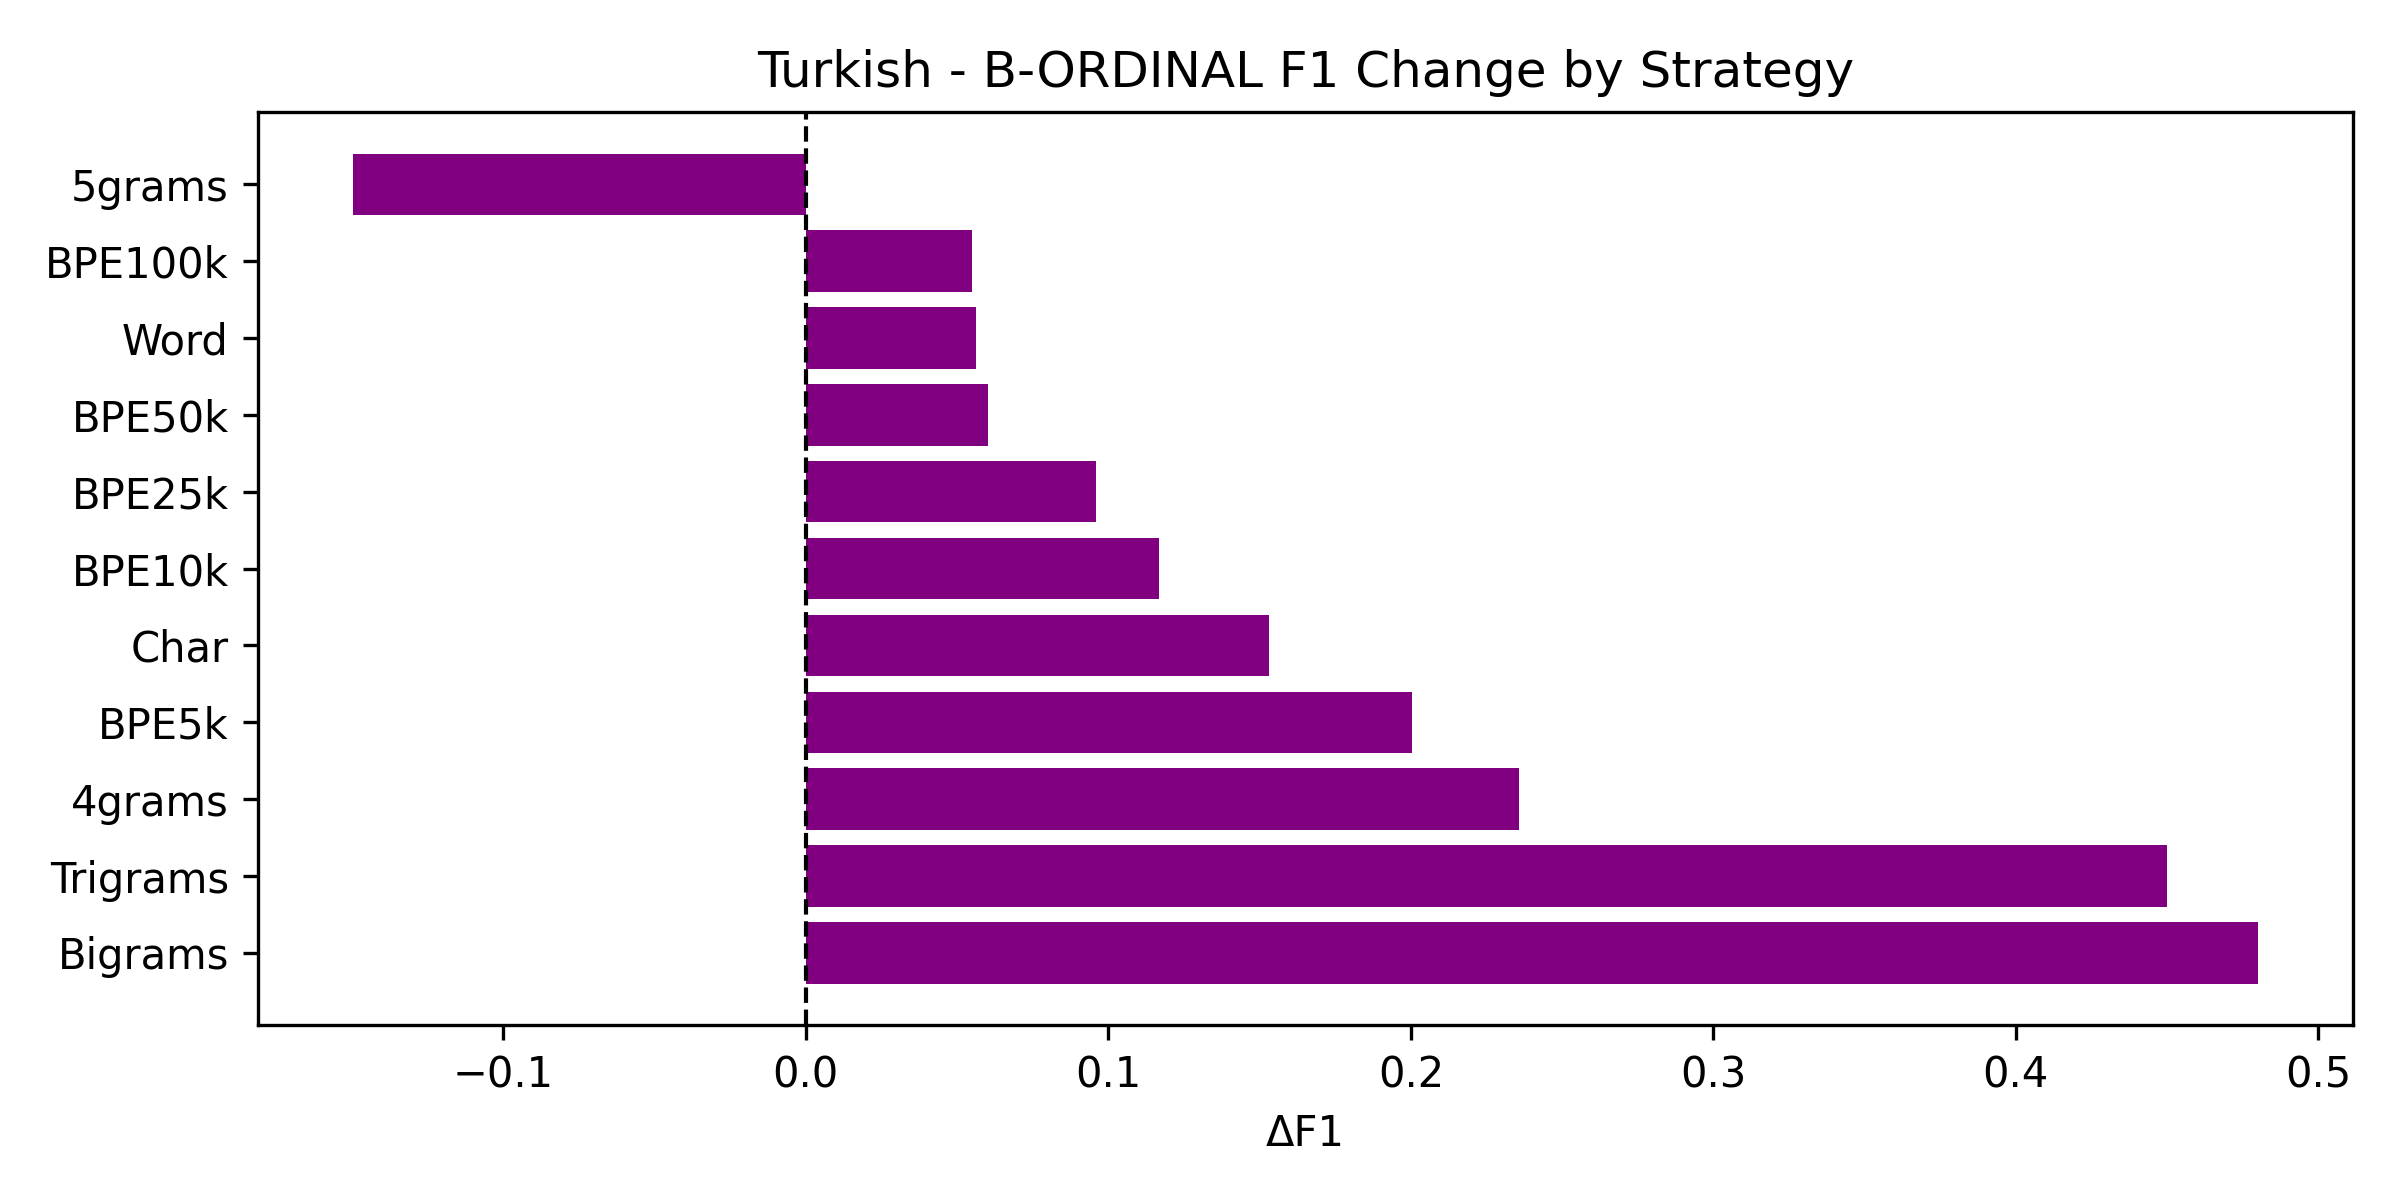 Turkish - B-ORDINAL F1 Change by Strategy
5grams
BPE100k
Word
BPE50k
BPE25k
BPE10k
Char
BPE5k
4grams
Trigrams
Bigrams
−0.1 0.0 0.1 0.2 0.3 0.4 0.5
ΔF1